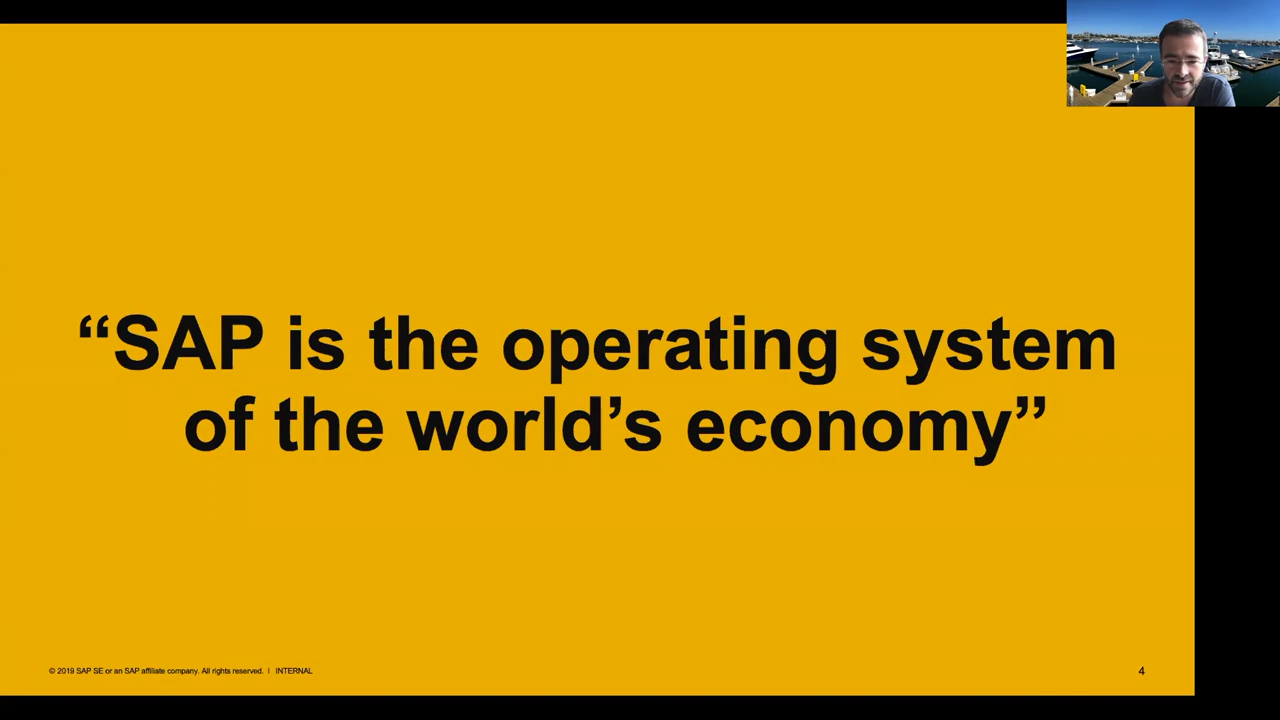 “SAP is the operating system
of the world’s economy”
© 2019 SAP SE or an SAP affiliate company. All rights reserved. | INTERNAL
4